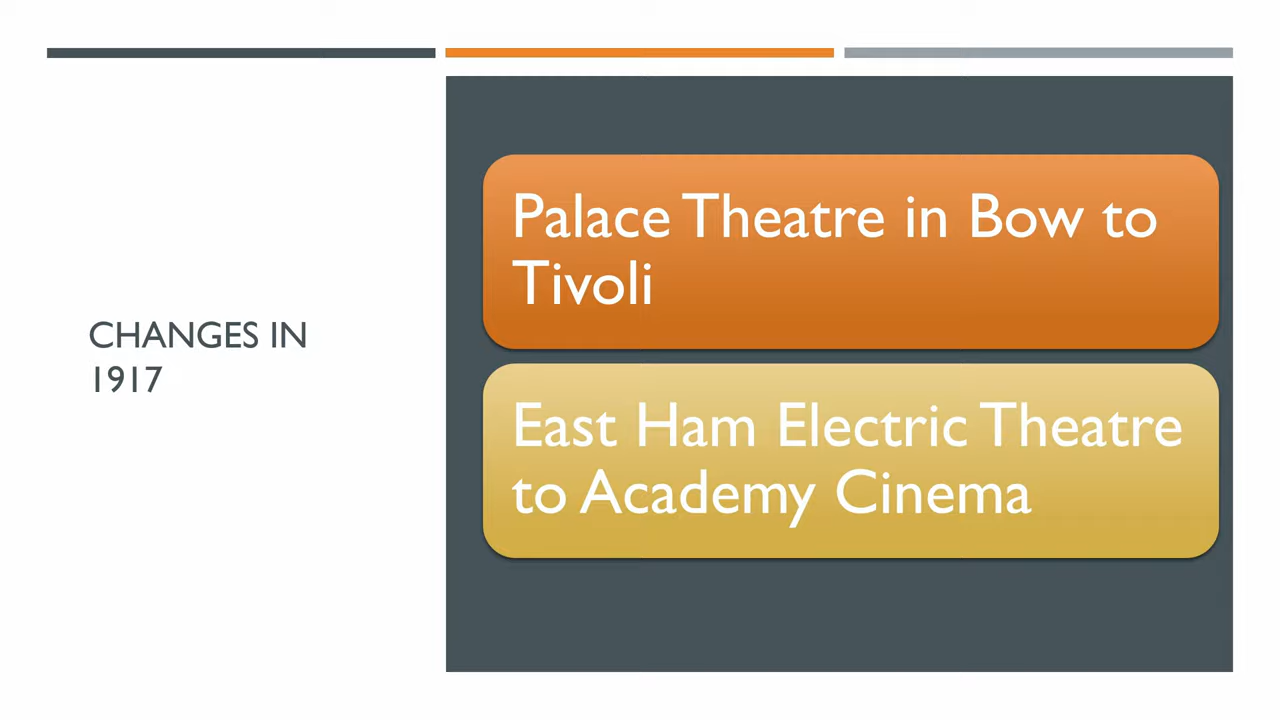 CHANGES IN
1917
Palace Theatre in Bow to
Tivoli
East Ham Electric Theatre
to Academy Cinema